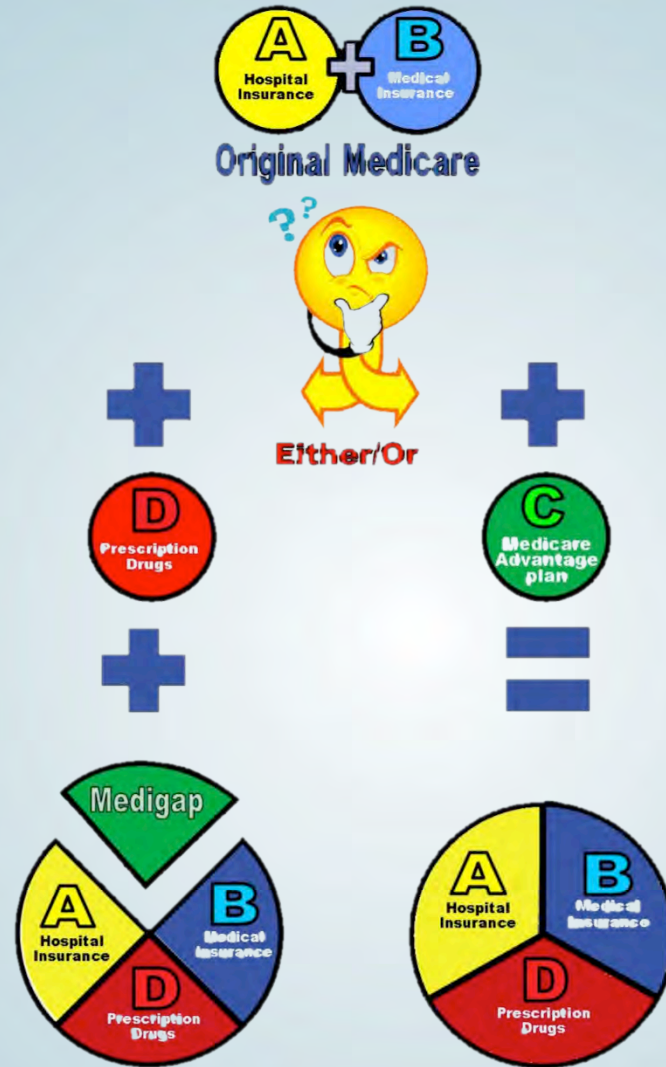 A
Hospital
Insurance
+
B
Medical
Insurance
Original Medicare
? ?
Either/Or
D
Prescription
Drugs
C
Medicare
Advantage
plan
Medigap
A
Hospital
Insurance
B
Medical
Insurance
D
Prescription
Drugs
A
Hospital
Insurance
B
Medical
Insurance
D
Prescription
Drugs